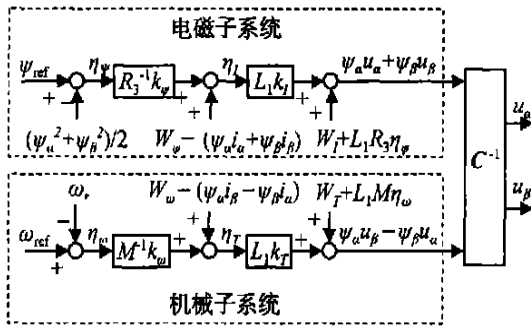 电磁子系统
ψref + − ηψ R₃⁻¹kψ + + ηI L₁kI + + ψαuα+ψβuβ
(ψα²+ψβ²)/2 Wψ−(ψαiα+ψβiβ) WI+L₁R₃ηψ
uα
C⁻¹
ωr Wω−(ψαiβ−ψβiα) WT+L₁Mηω
uβ
ωref + − ηω M⁻¹kω + + ηT L₁kT + + ψαuβ−ψβuα
机械子系统